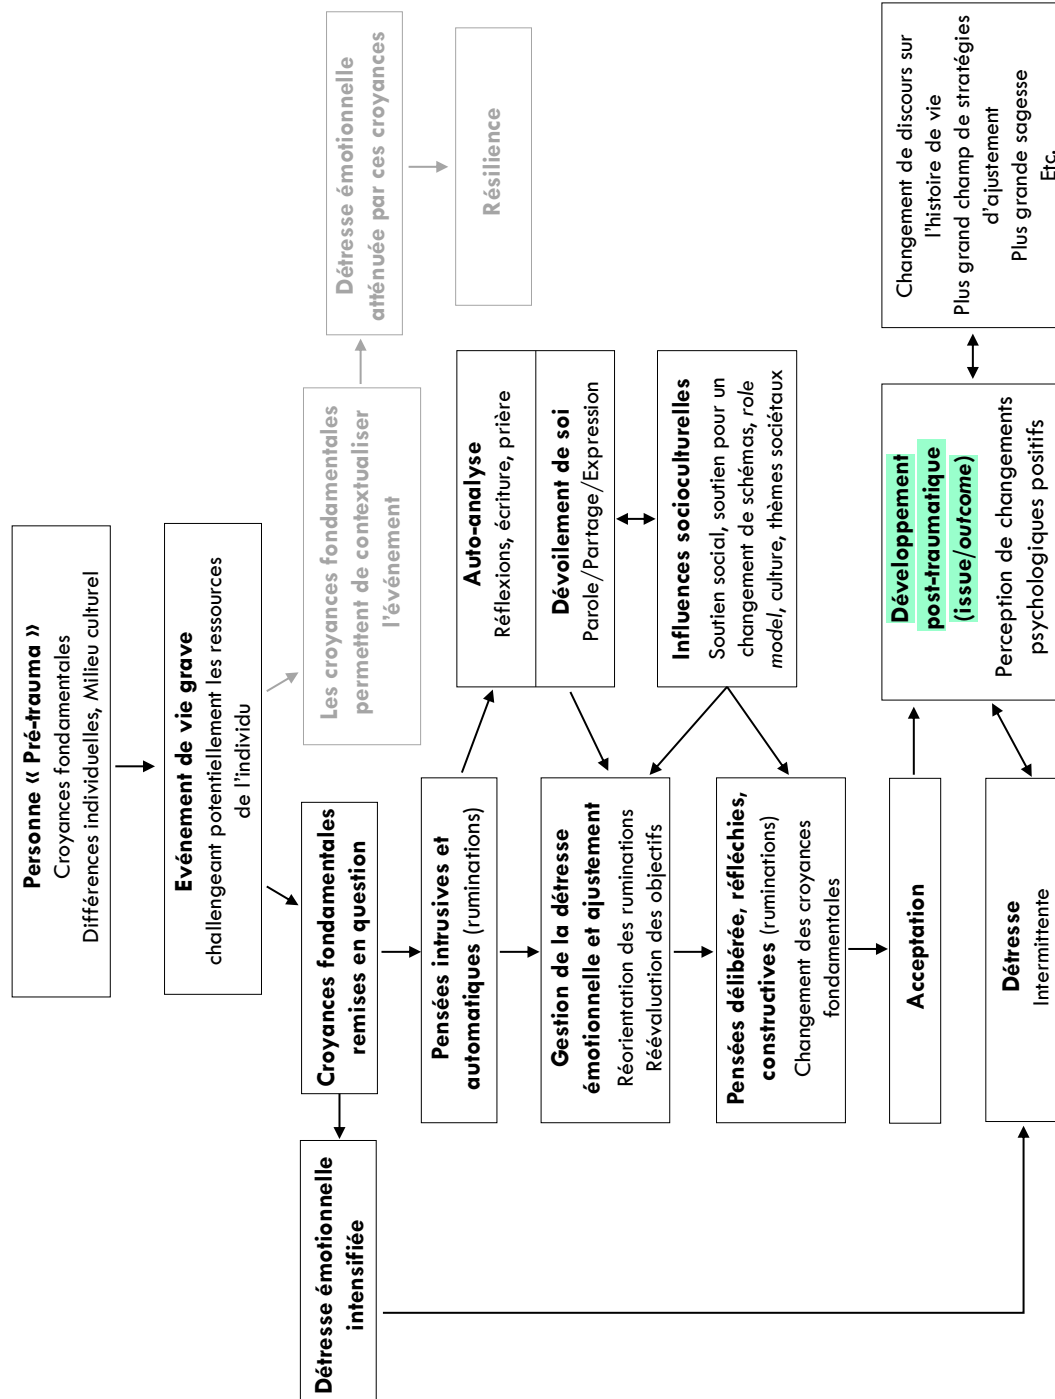 Personne « Pré-trauma »
Croyances fondamentales
Différences individuelles, Milieu culturel
Evénement de vie grave
challengeant potentiellement les ressources
de l'individu
Croyances fondamentales
remises en question
Les croyances fondamentales
permettent de contextualiser
l'événement
Détresse émotionnelle
atténuée par ces croyances
Résilience
Détresse émotionnelle
intensifiée
Pensées intrusives et
automatiques (ruminations)
Auto-analyse
Réflexions, écriture, prière
Dévoilement de soi
Parole/Partage/Expression
Gestion de la détresse
émotionnelle et ajustement
Réorientation des ruminations
Réévaluation des objectifs
Influences socioculturelles
Soutien social, soutien pour un
changement de schémas, role
model, culture, thèmes sociétaux
Pensées délibérée, réfléchies,
constructives (ruminations)
Changement des croyances
fondamentales
Acceptation
Développement
post-traumatique
(issue/outcome)
Perception de changements
psychologiques positifs
Changement de discours sur
l'histoire de vie
Plus grand champ de stratégies
d'ajustement
Plus grande sagesse
Etc.
Détresse
Intermittente